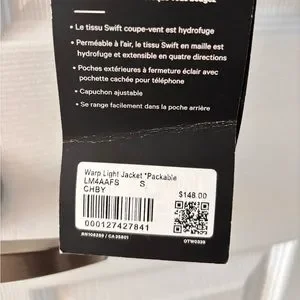 • Le tissu Swift coupe-vent est hydrofuge
• Perméable à l'air, le tissu Swift en maille est
hydrofuge et extensible en quatre directions
• Poches extérieures à fermeture éclair avec
pochette cachée pour téléphone
• Capuchon ajustable
• Se range facilement dans la poche arrière
Warp Light Jacket *Packable
LM4AAFS S
CHBY
$148.00
000127427841
RN106259 / CA35801